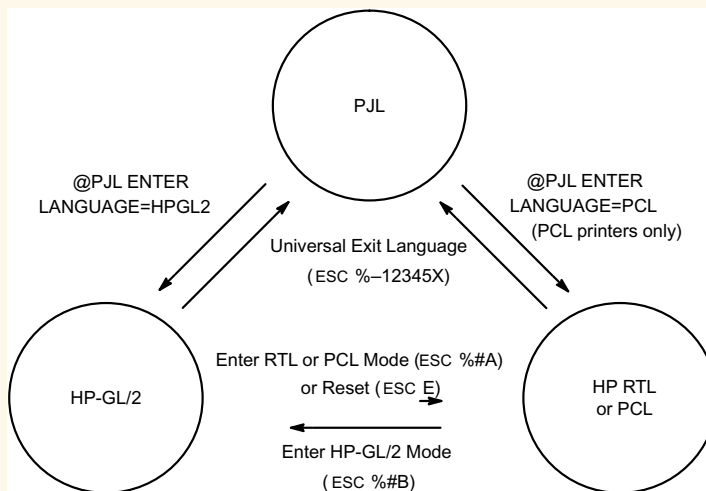 PJL
@PJL ENTER
LANGUAGE=HPGL2
@PJL ENTER
LANGUAGE=PCL
(PCL printers only)
Universal Exit Language
(ESC %–12345X)
HP-GL/2
Enter RTL or PCL Mode (ESC %#A)
or Reset (ESC E)
HP RTL
or PCL
Enter HP-GL/2 Mode
(ESC %#B)